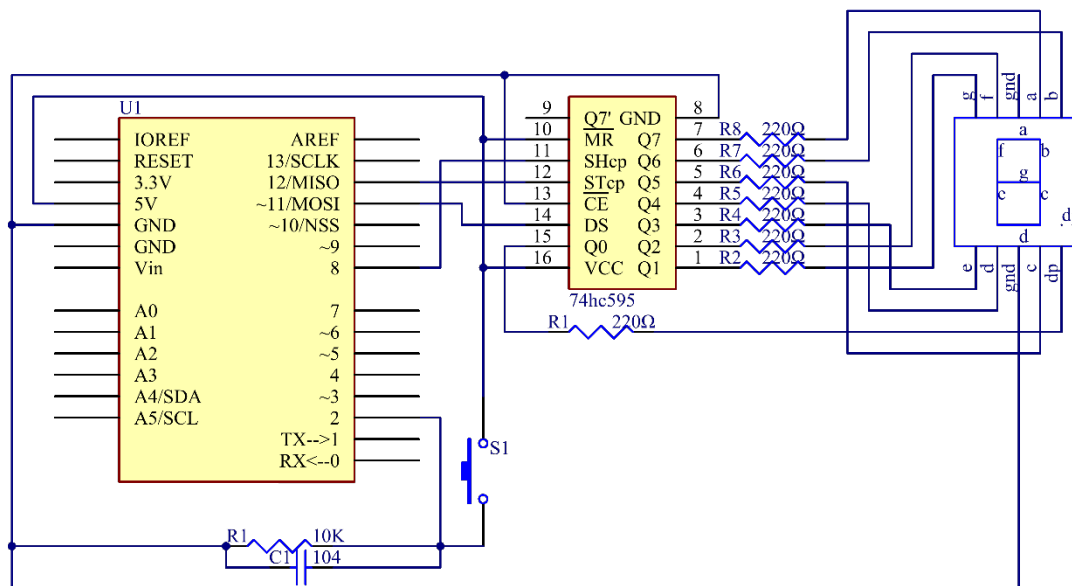 g f gnd a b
U1
IOREF AREF
RESET 13/SCLK
3.3V 12/MISO
5V ~11/MOSI
GND ~10/NSS
GND ~9
Vin 8
A0 7
A1 ~6
A2 ~5
A3 4
A4/SDA ~3
A5/SCL 2
TX-->1
RX<--0
9 Q7' GND 8
10 MR Q7 7 R8 220Ω
11 SHcp Q6 6 R7 220Ω
12 STcp Q5 5 R6 220Ω
13 CE Q4 4 R5 220Ω
14 DS Q3 3 R4 220Ω
15 Q0 Q2 2 R3 220Ω
16 VCC Q1 1 R2 220Ω
74hc595
R1 220Ω
a
f b
g
c c
.d
d
e d gnd c dp
S1
R1 10K
C1 104